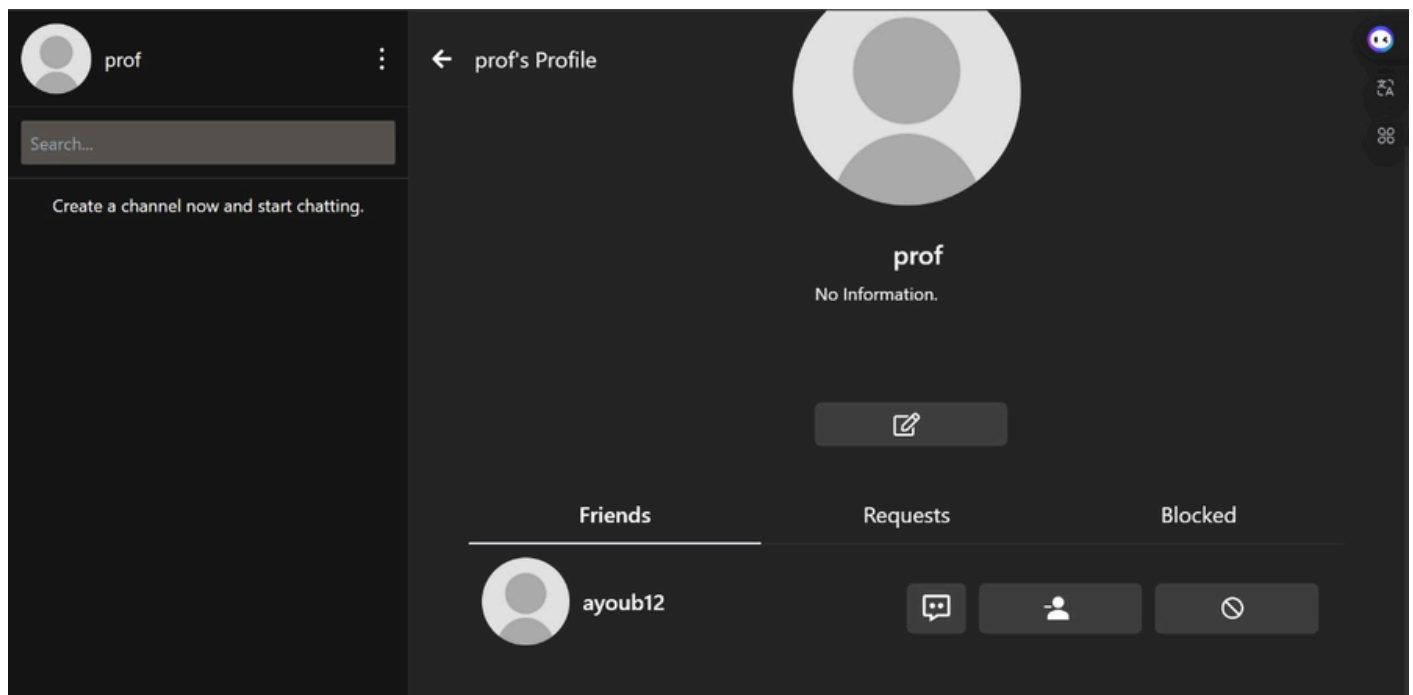 prof
Search...
Create a channel now and start chatting.
prof's Profile
prof
No Information.
Friends Requests Blocked
ayoub12